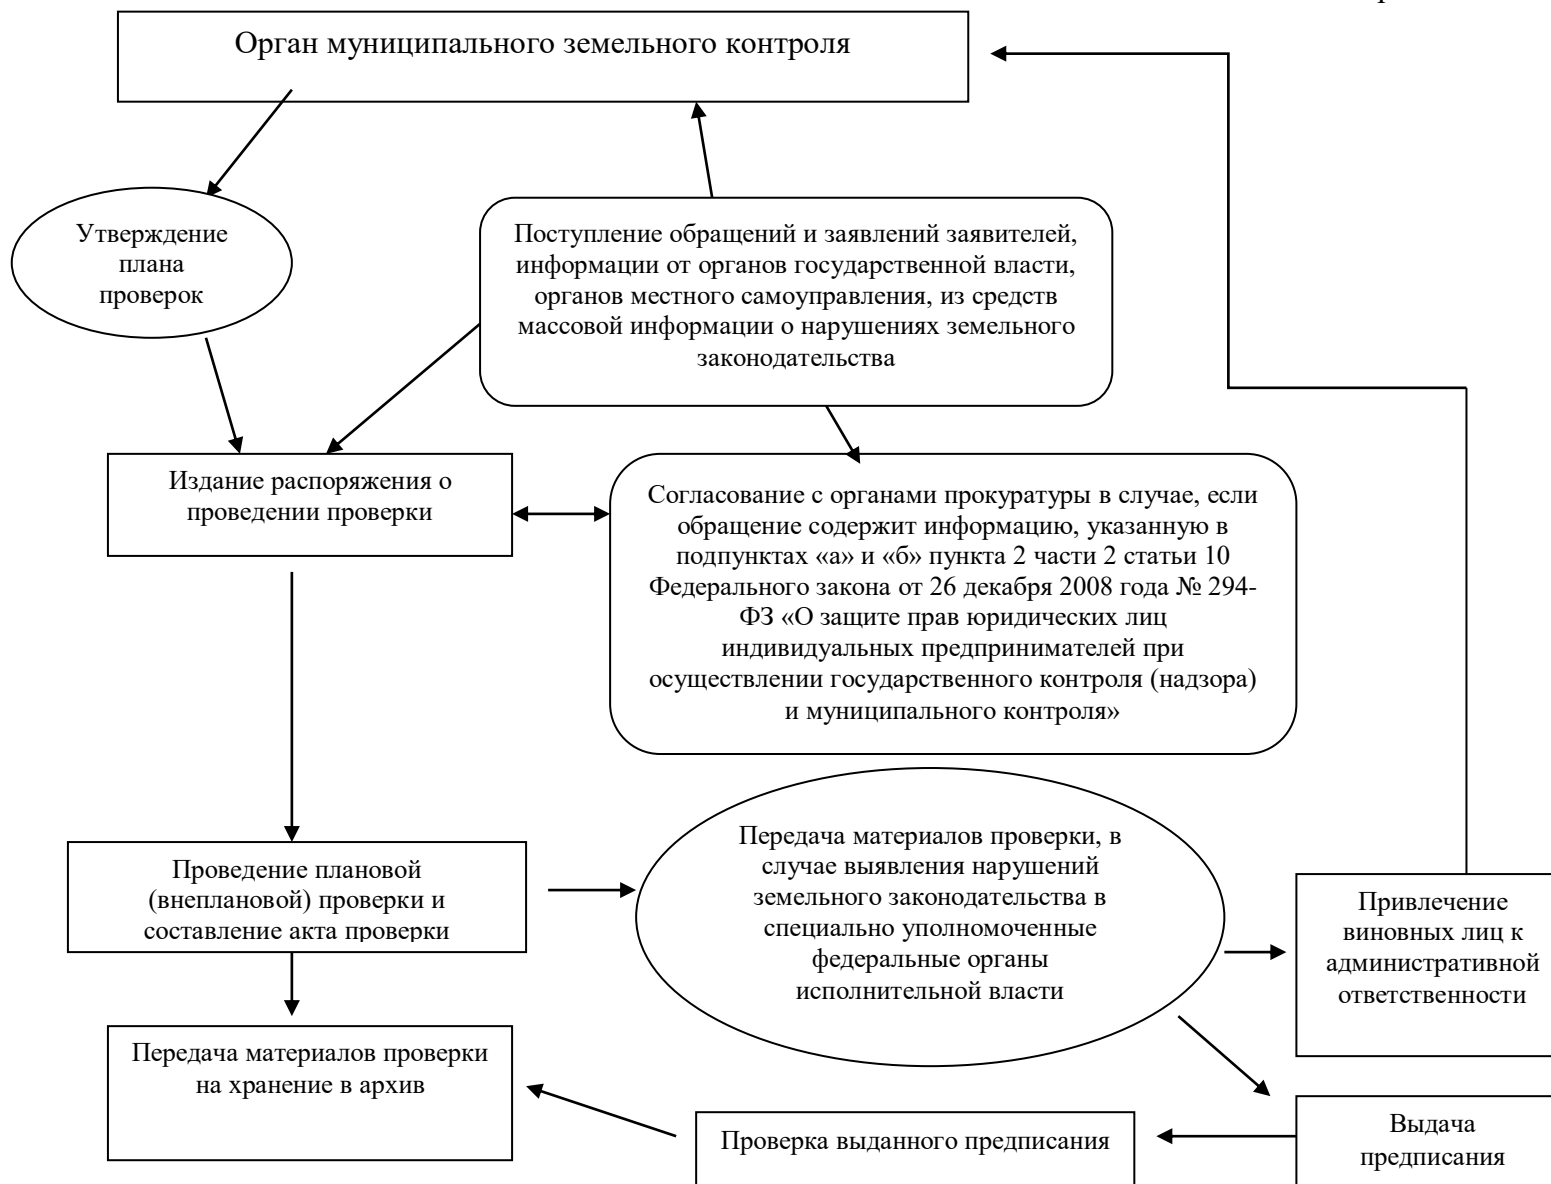 Орган муниципального земельного контроля
Утверждение
плана
проверок
Поступление обращений и заявлений заявителей,
информации от органов государственной власти,
органов местного самоуправления, из средств
массовой информации о нарушениях земельного
законодательства
Издание распоряжения о
проведении проверки
Согласование с органами прокуратуры в случае, если
обращение содержит информацию, указанную в
подпунктах «а» и «б» пункта 2 части 2 статьи 10
Федерального закона от 26 декабря 2008 года № 294-
ФЗ «О защите прав юридических лиц
индивидуальных предпринимателей при
осуществлении государственного контроля (надзора)
и муниципального контроля»
Проведение плановой
(внеплановой) проверки и
составление акта проверки
Передача материалов проверки, в
случае выявления нарушений
земельного законодательства в
специально уполномоченные
федеральные органы
исполнительной власти
Привлечение
виновных лиц к
административной
ответственности
Передача материалов проверки
на хранение в архив
Проверка выданного предписания
Выдача
предписания